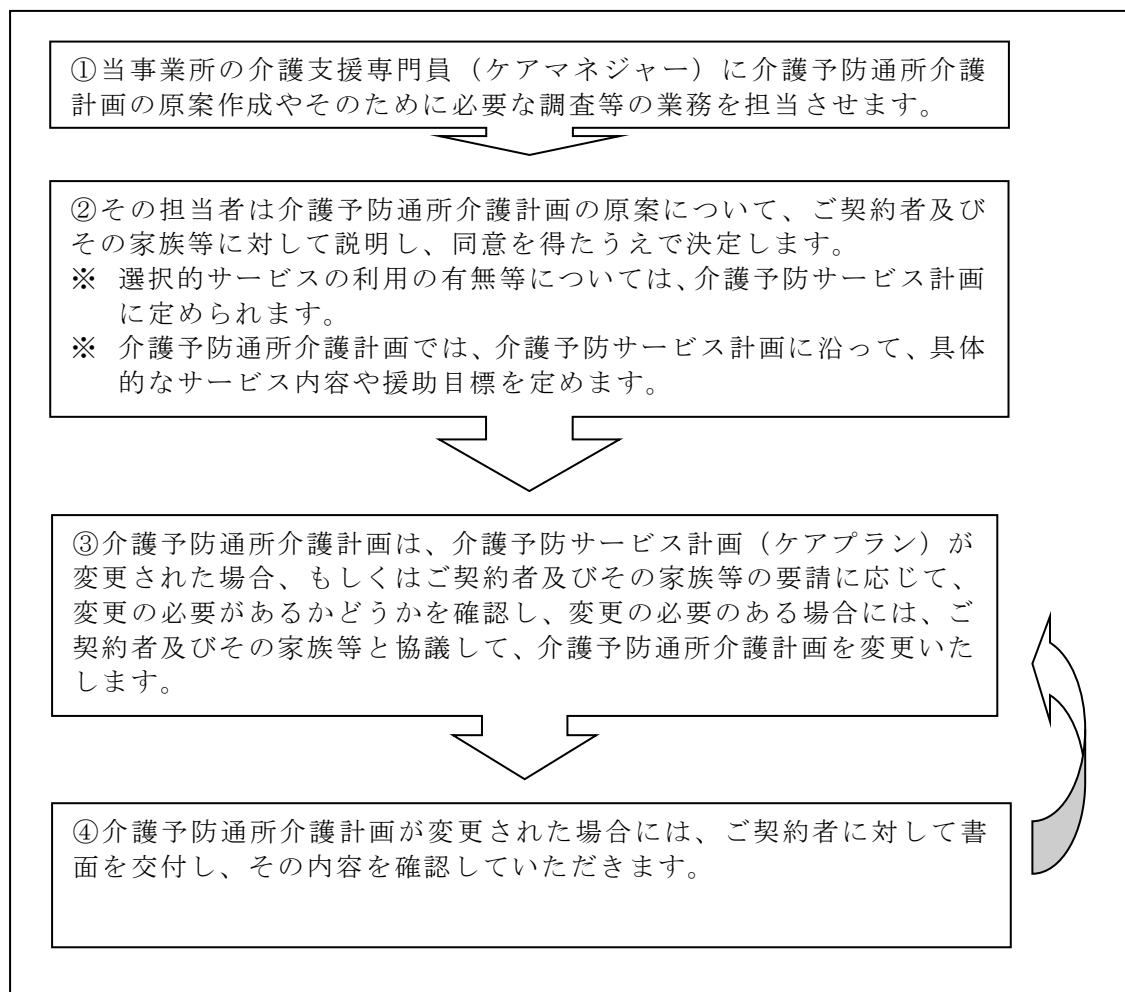 ①当事業所の介護支援専門員（ケアマネジャー）に介護予防通所介護
計画の原案作成やそのために必要な調査等の業務を担当させます。
②その担当者は介護予防通所介護計画の原案について、ご契約者及び
その家族等に対して説明し、同意を得たうえで決定します。
※ 選択的サービスの利用の有無等については、介護予防サービス計画
に定められます。
※ 介護予防通所介護計画では、介護予防サービス計画に沿って、具体
的なサービス内容や援助目標を定めます。
③介護予防通所介護計画は、介護予防サービス計画（ケアプラン）が
変更された場合、もしくはご契約者及びその家族等の要請に応じて、
変更の必要があるかどうかを確認し、変更の必要のある場合には、ご
契約者及びその家族等と協議して、介護予防通所介護計画を変更いた
します。
④介護予防通所介護計画が変更された場合には、ご契約者に対して書
面を交付し、その内容を確認していただきます。